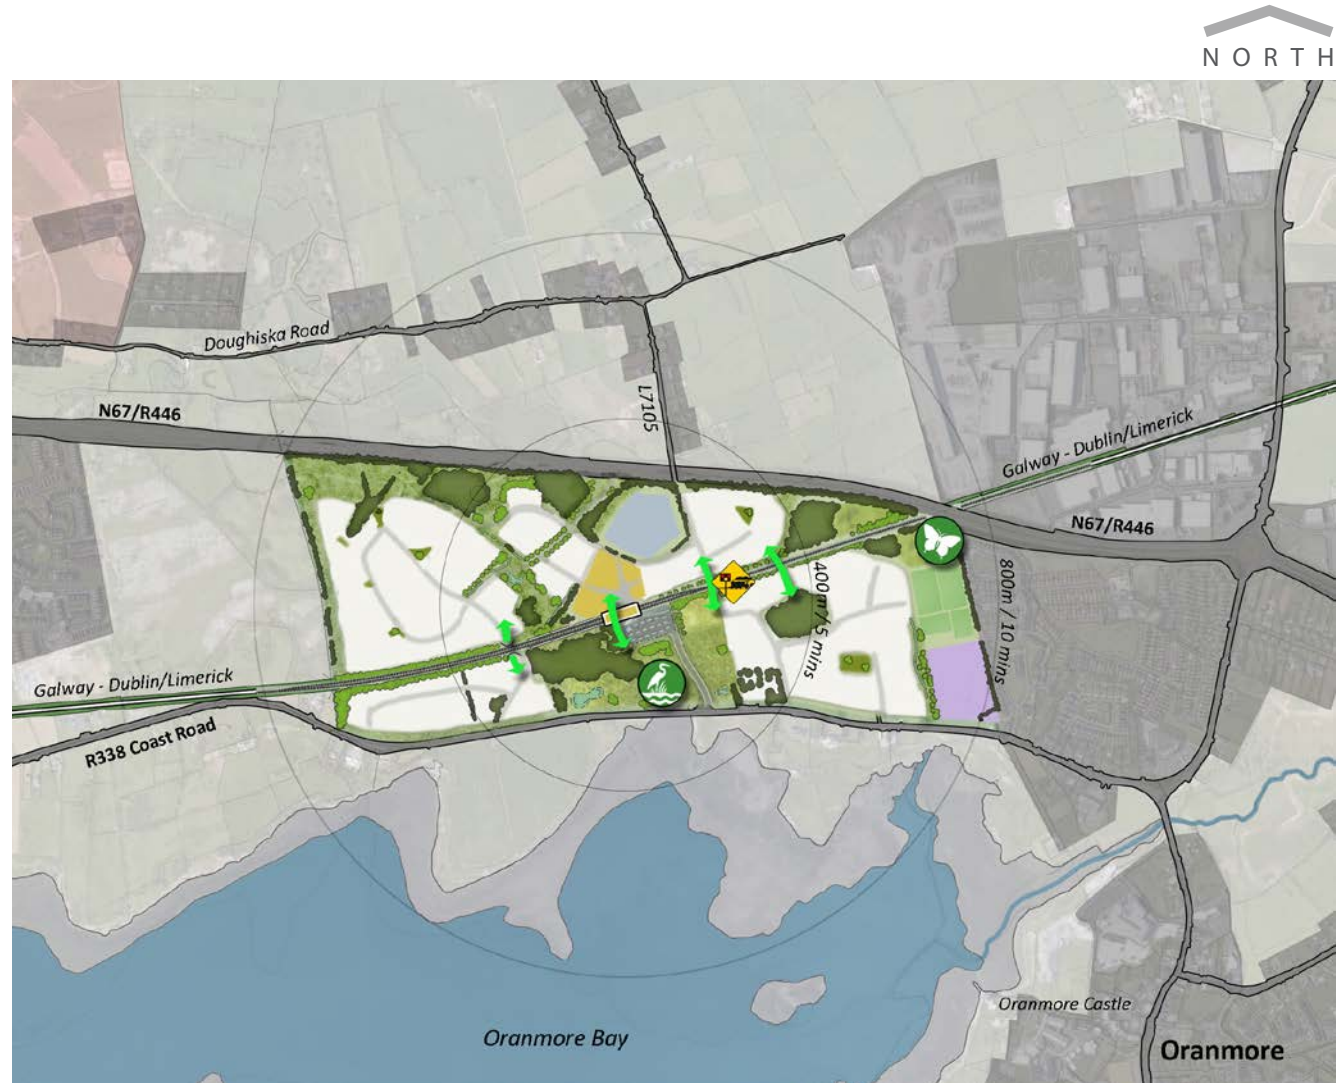 NORTH
Doughiska Road
N67/R446
L7105
Galway - Dublin/Limerick
N67/R446
400m / 5 mins
800m / 10 mins
Galway - Dublin/Limerick
R338 Coast Road
Oranmore Castle
Oranmore Bay
Oranmore